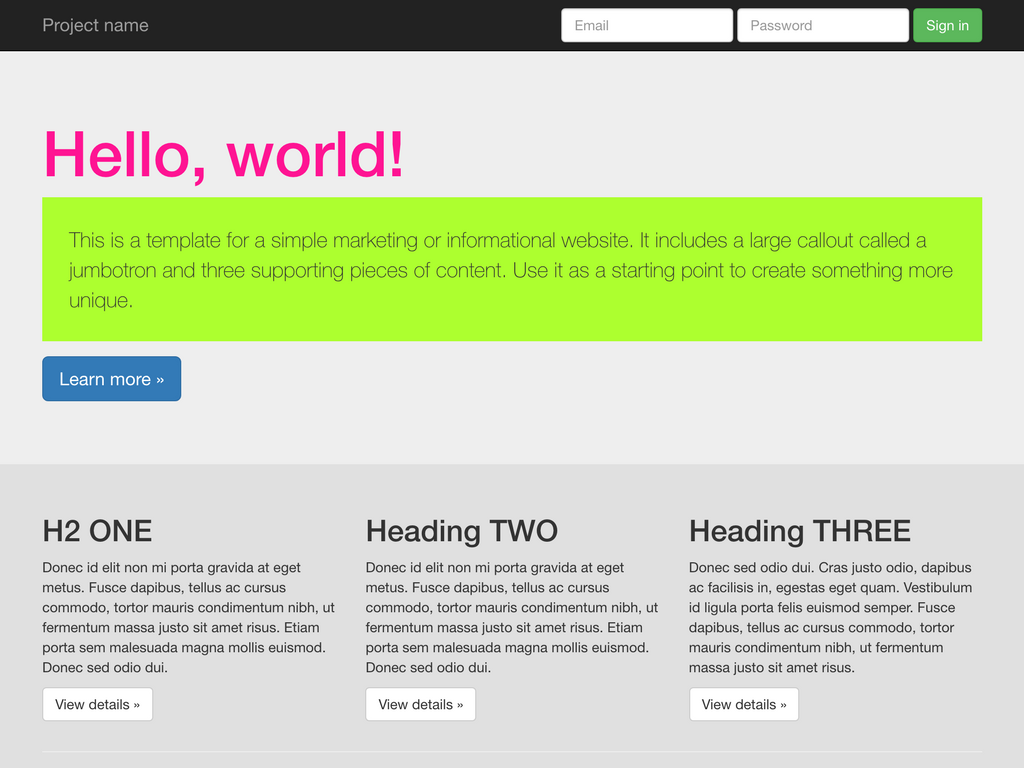 Project name
Email
Password
Sign in
Hello, world!
This is a template for a simple marketing or informational website. It includes a large callout called a
jumbotron and three supporting pieces of content. Use it as a starting point to create something more
unique.
Learn more »
H2 ONE
Donec id elit non mi porta gravida at eget
metus. Fusce dapibus, tellus ac cursus
commodo, tortor mauris condimentum nibh, ut
fermentum massa justo sit amet risus. Etiam
porta sem malesuada magna mollis euismod.
Donec sed odio dui.
View details »
Heading TWO
Donec id elit non mi porta gravida at eget
metus. Fusce dapibus, tellus ac cursus
commodo, tortor mauris condimentum nibh, ut
fermentum massa justo sit amet risus. Etiam
porta sem malesuada magna mollis euismod.
Donec sed odio dui.
View details »
Heading THREE
Donec sed odio dui. Cras justo odio, dapibus
ac facilisis in, egestas eget quam. Vestibulum
id ligula porta felis euismod semper. Fusce
dapibus, tellus ac cursus commodo, tortor
mauris condimentum nibh, ut fermentum
massa justo sit amet risus.
View details »